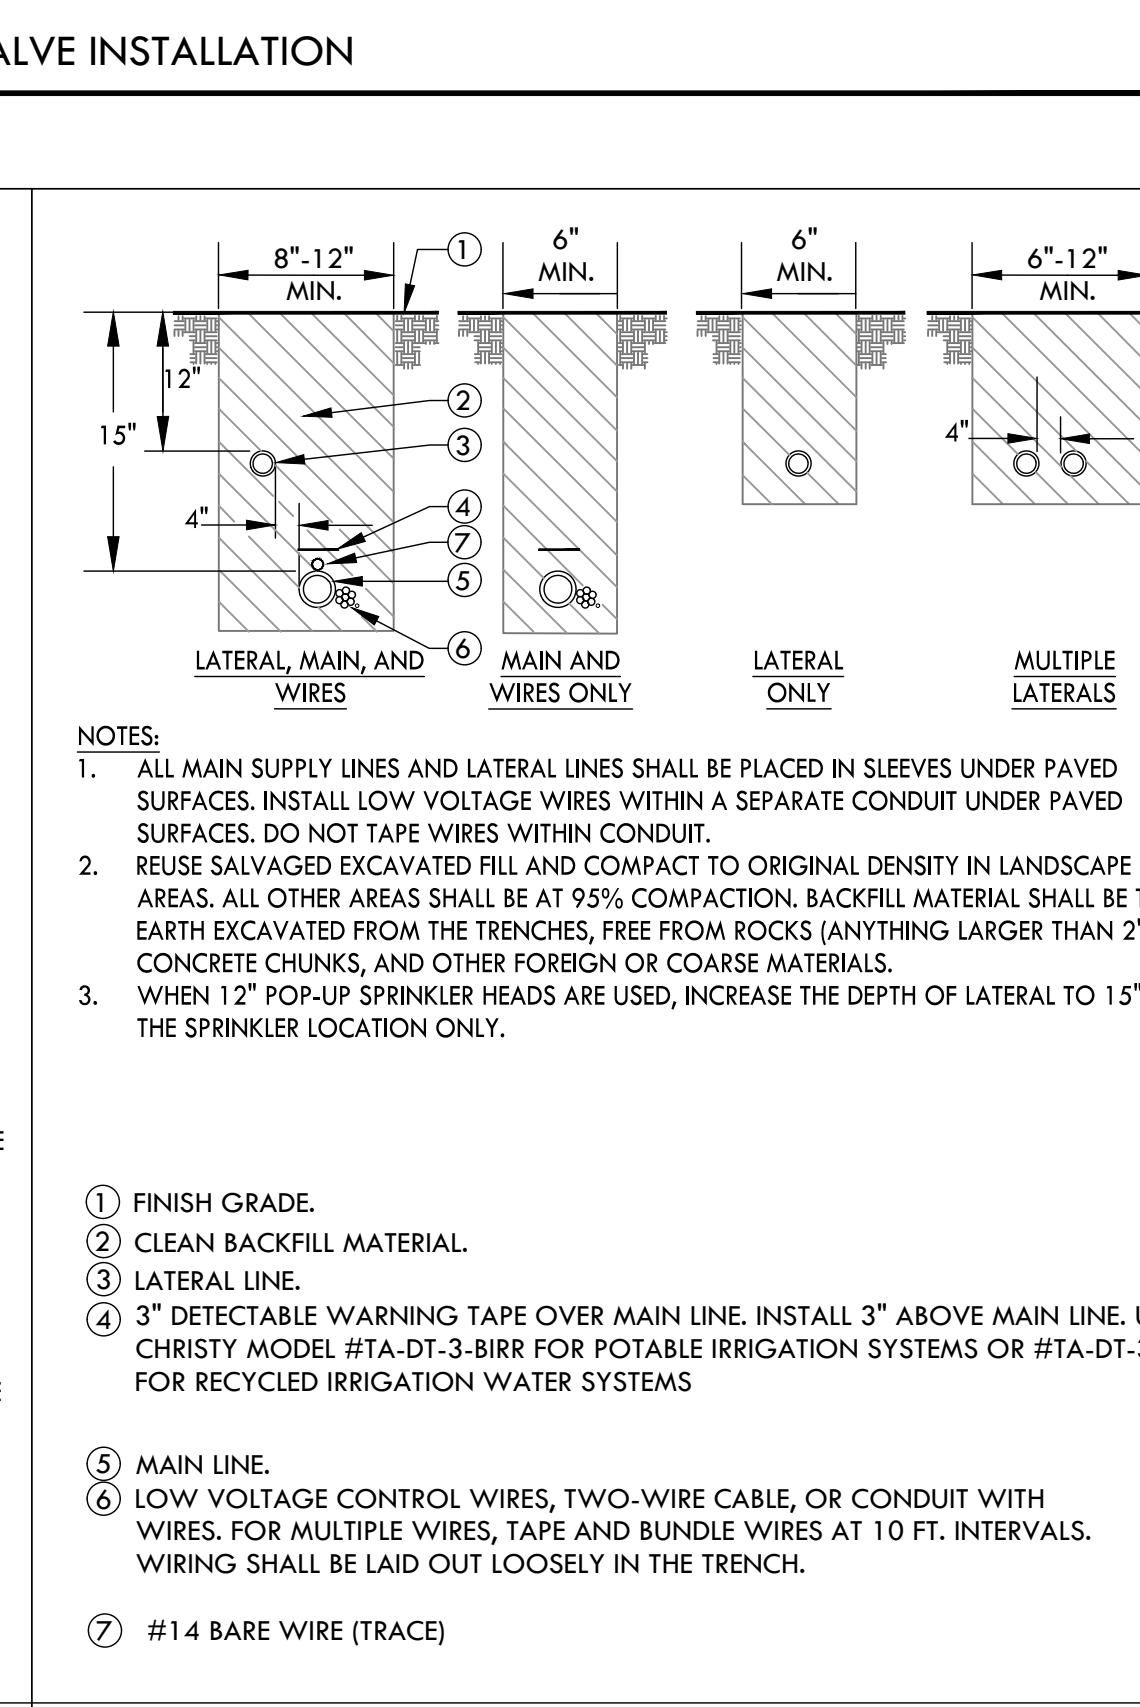 ALVE INSTALLATION
8"-12"
MIN.
1
6"
MIN.
6"
MIN.
6"-12"
MIN.
12"
15"
2
3
4"
4"
4
7
5
6
LATERAL, MAIN, AND
WIRES
MAIN AND
WIRES ONLY
LATERAL
ONLY
MULTIPLE
LATERALS
NOTES:
1. ALL MAIN SUPPLY LINES AND LATERAL LINES SHALL BE PLACED IN SLEEVES UNDER PAVED
SURFACES. INSTALL LOW VOLTAGE WIRES WITHIN A SEPARATE CONDUIT UNDER PAVED
SURFACES. DO NOT TAPE WIRES WITHIN CONDUIT.
2. REUSE SALVAGED EXCAVATED FILL AND COMPACT TO ORIGINAL DENSITY IN LANDSCAPE
AREAS. ALL OTHER AREAS SHALL BE AT 95% COMPACTION. BACKFILL MATERIAL SHALL BE
EARTH EXCAVATED FROM THE TRENCHES, FREE FROM ROCKS (ANYTHING LARGER THAN 2"
CONCRETE CHUNKS, AND OTHER FOREIGN OR COARSE MATERIALS.
3. WHEN 12" POP-UP SPRINKLER HEADS ARE USED, INCREASE THE DEPTH OF LATERAL TO 15"
THE SPRINKLER LOCATION ONLY.
1 FINISH GRADE.
2 CLEAN BACKFILL MATERIAL.
3 LATERAL LINE.
4 3" DETECTABLE WARNING TAPE OVER MAIN LINE. INSTALL 3" ABOVE MAIN LINE.
CHRISTY MODEL #TA-DT-3-BIRR FOR POTABLE IRRIGATION SYSTEMS OR #TA-DT-3
FOR RECYCLED IRRIGATION WATER SYSTEMS
5 MAIN LINE.
6 LOW VOLTAGE CONTROL WIRES, TWO-WIRE CABLE, OR CONDUIT WITH
WIRES. FOR MULTIPLE WIRES, TAPE AND BUNDLE WIRES AT 10 FT. INTERVALS.
WIRING SHALL BE LAID OUT LOOSELY IN THE TRENCH.
7 #14 BARE WIRE (TRACE)